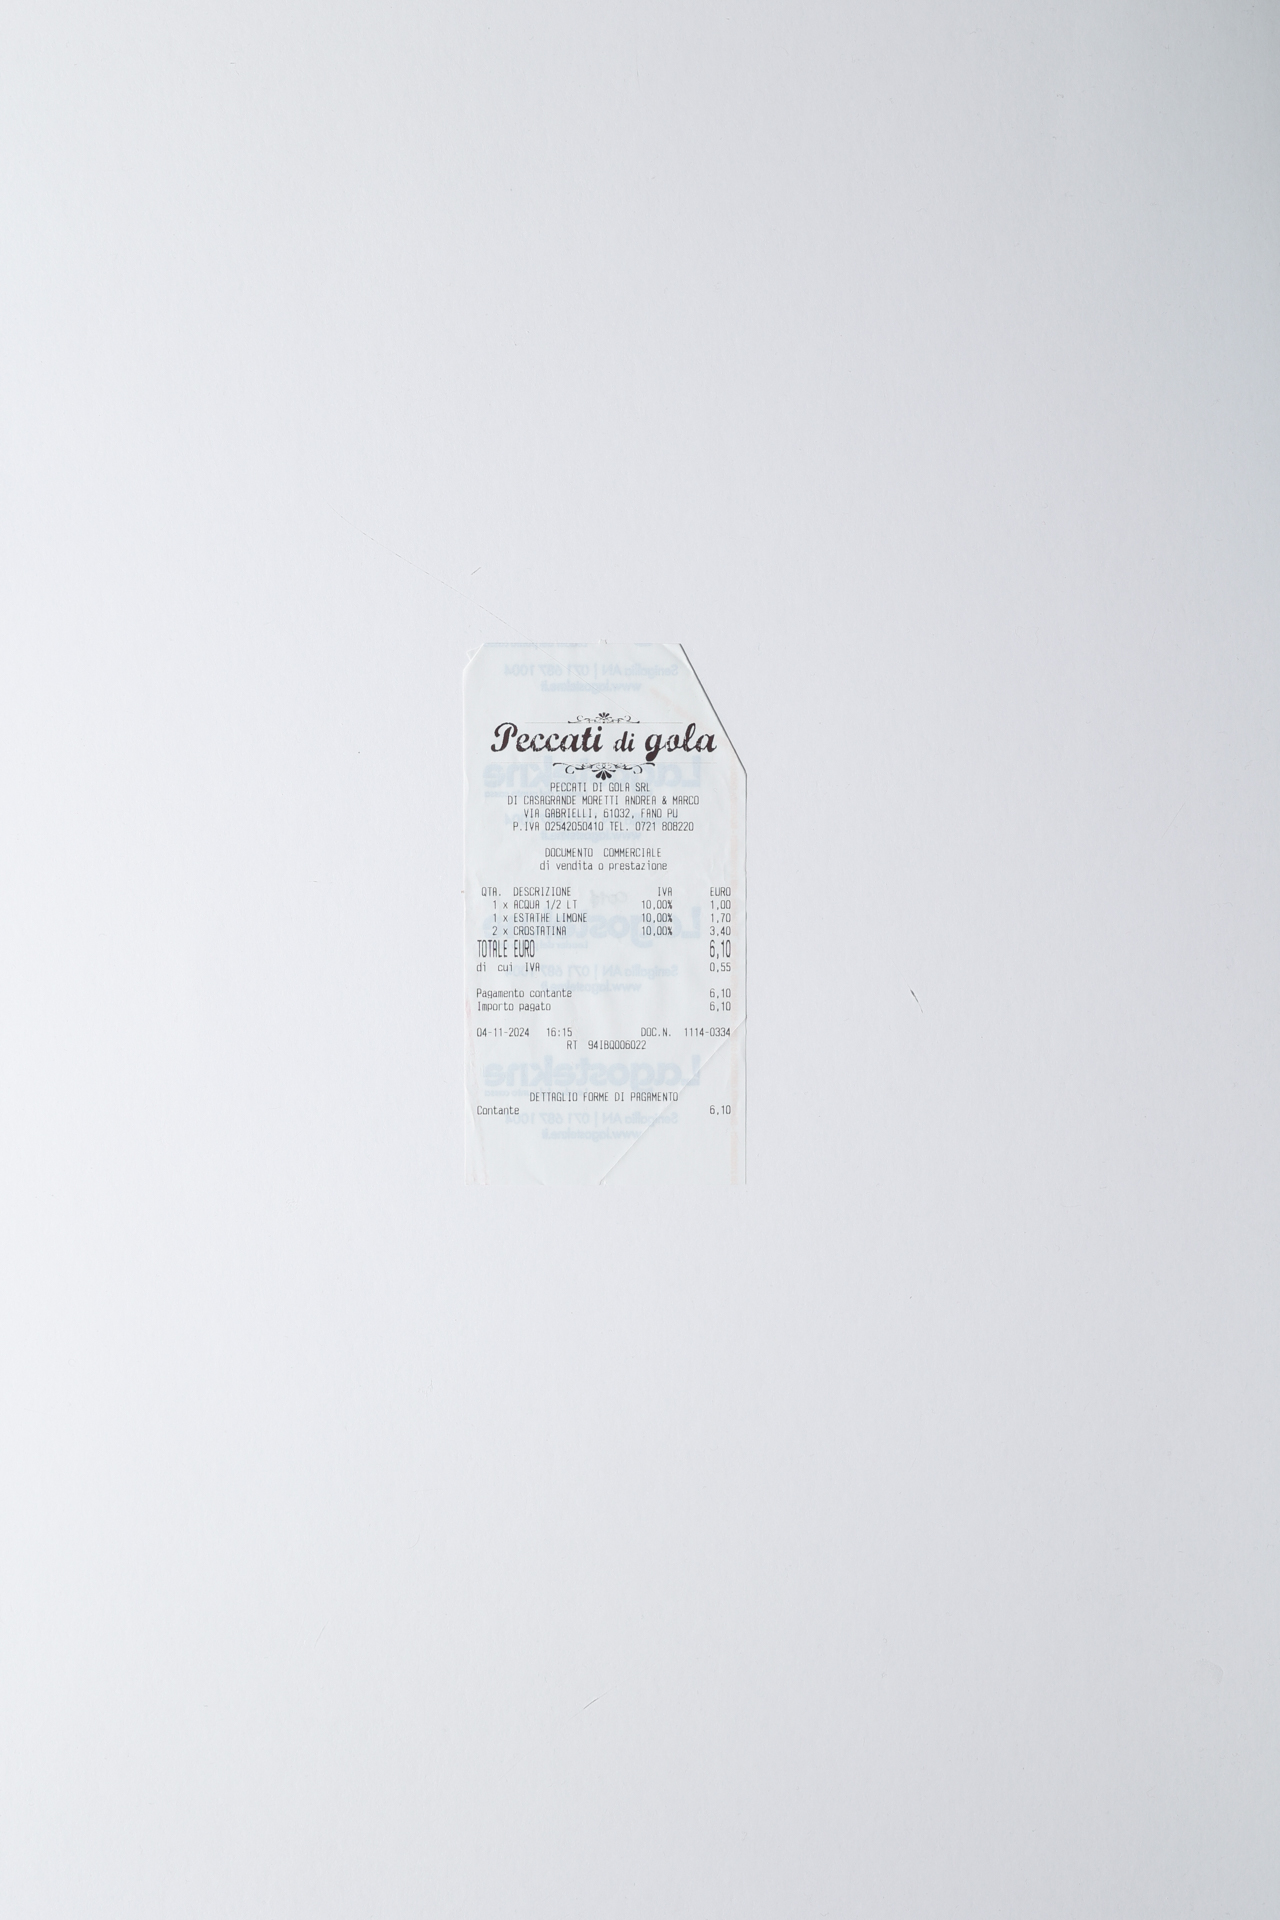 Peccati di gola
PECCATI DI GOLA SRL
DI CASAGRANDE MORETTI ANDREA & MARCO
VIA GABRIELLI, 61032, FANO PU
P.IVA 02542050410 TEL. 0721 808220
DOCUMENTO COMMERCIALE
di vendita o prestazione
QTA. DESCRIZIONE IVA EURO
1 x ACQUA 1/2 LT 10,00% 1,00
1 x ESTATHE LIMONE 10,00% 1,70
2 x CROSTATINA 10,00% 3,40
TOTALE EURO 6,10
di cui IVA 0,55
Pagamento contante 6,10
Importo pagato 6,10
04-11-2024 16:15 DOC.N. 1114-0334
RT 94IBQ006022
DETTAGLIO FORME DI PAGAMENTO
Contante 6,10